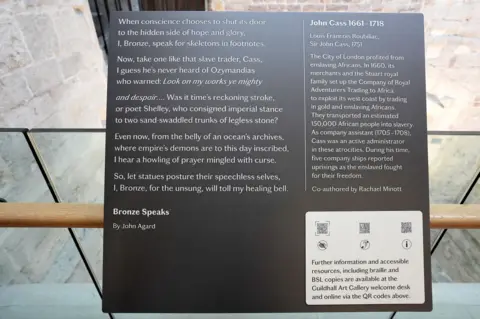 When conscience chooses to shut its door
to the hidden side of hope and glory,
I, Bronze, speak for skeletons in footnotes.
Now, take one like that slave trader, Cass,
I guess he's never heard of Ozymandias
who warned: Look on my works ye mighty
and despair.... Was it time's reckoning stroke,
or poet Shelley, who consigned imperial stance
to two sand-swaddled trunks of legless stone?
Even now, from the belly of an ocean's archives,
where empire's demons are to this day inscribed,
I hear a howling of prayer mingled with curse.
So, let statues posture their speechless selves,
I, Bronze, for the unsung, will toll my healing bell.
Bronze Speaks
By John Agard
John Cass 1661–1718
Louis-Francois Roubiliac,
Sir John Cass, 1751
The City of London profited from
enslaving Africans. In 1660, its
merchants and the Stuart royal
family set up the Company of Royal
Adventurers Trading to Africa
to exploit its west coast by trading
in gold and enslaving Africans.
They transported an estimated
150,000 African people into slavery.
As company assistant (1705–1708),
Cass was an active administrator
in these atrocities. During his time,
five company ships reported
uprisings as the enslaved fought
for their freedom.
Co-authored by Rachael Minott
Further information and accessible
resources, including braille and
BSL copies are available at the
Guildhall Art Gallery welcome desk
and online via the QR codes above.